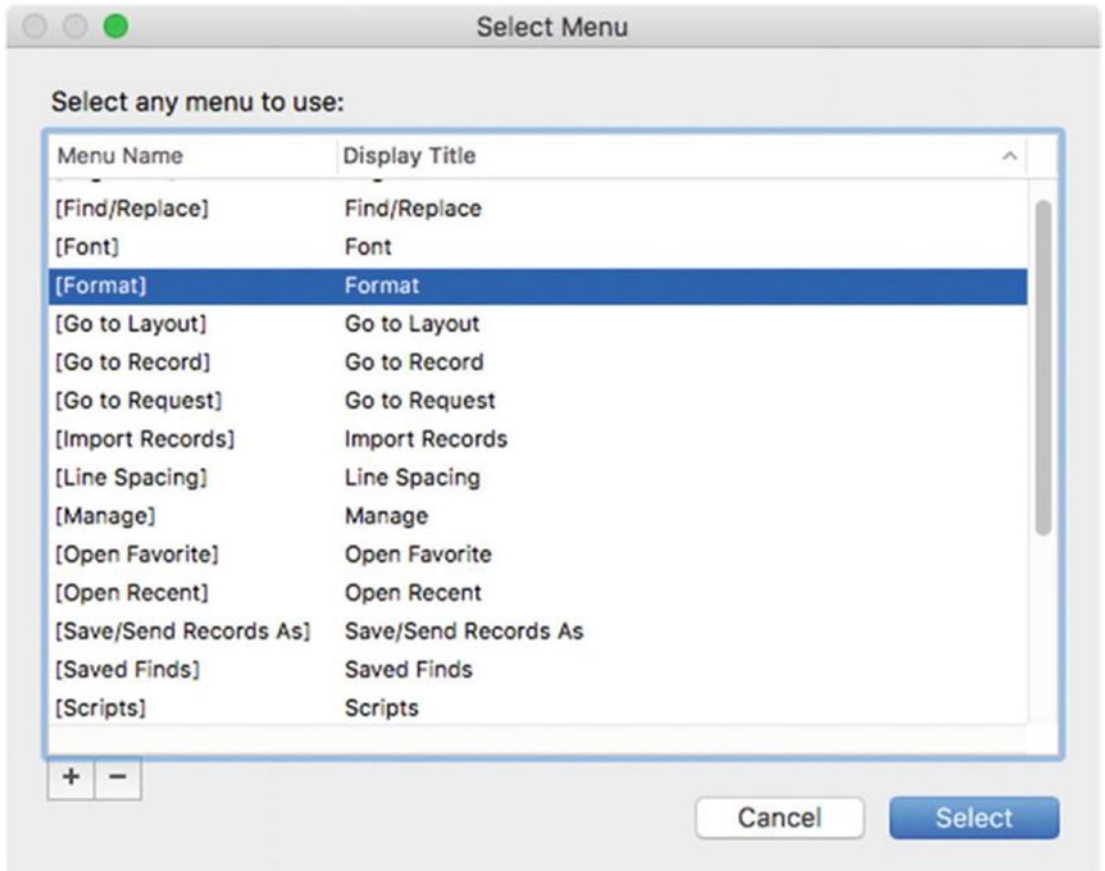 Select Menu
Select any menu to use:
Menu Name Display Title
[Find/Replace] Find/Replace
[Font] Font
[Format] Format
[Go to Layout] Go to Layout
[Go to Record] Go to Record
[Go to Request] Go to Request
[Import Records] Import Records
[Line Spacing] Line Spacing
[Manage] Manage
[Open Favorite] Open Favorite
[Open Recent] Open Recent
[Save/Send Records As] Save/Send Records As
[Saved Finds] Saved Finds
[Scripts] Scripts
+ −
Cancel Select